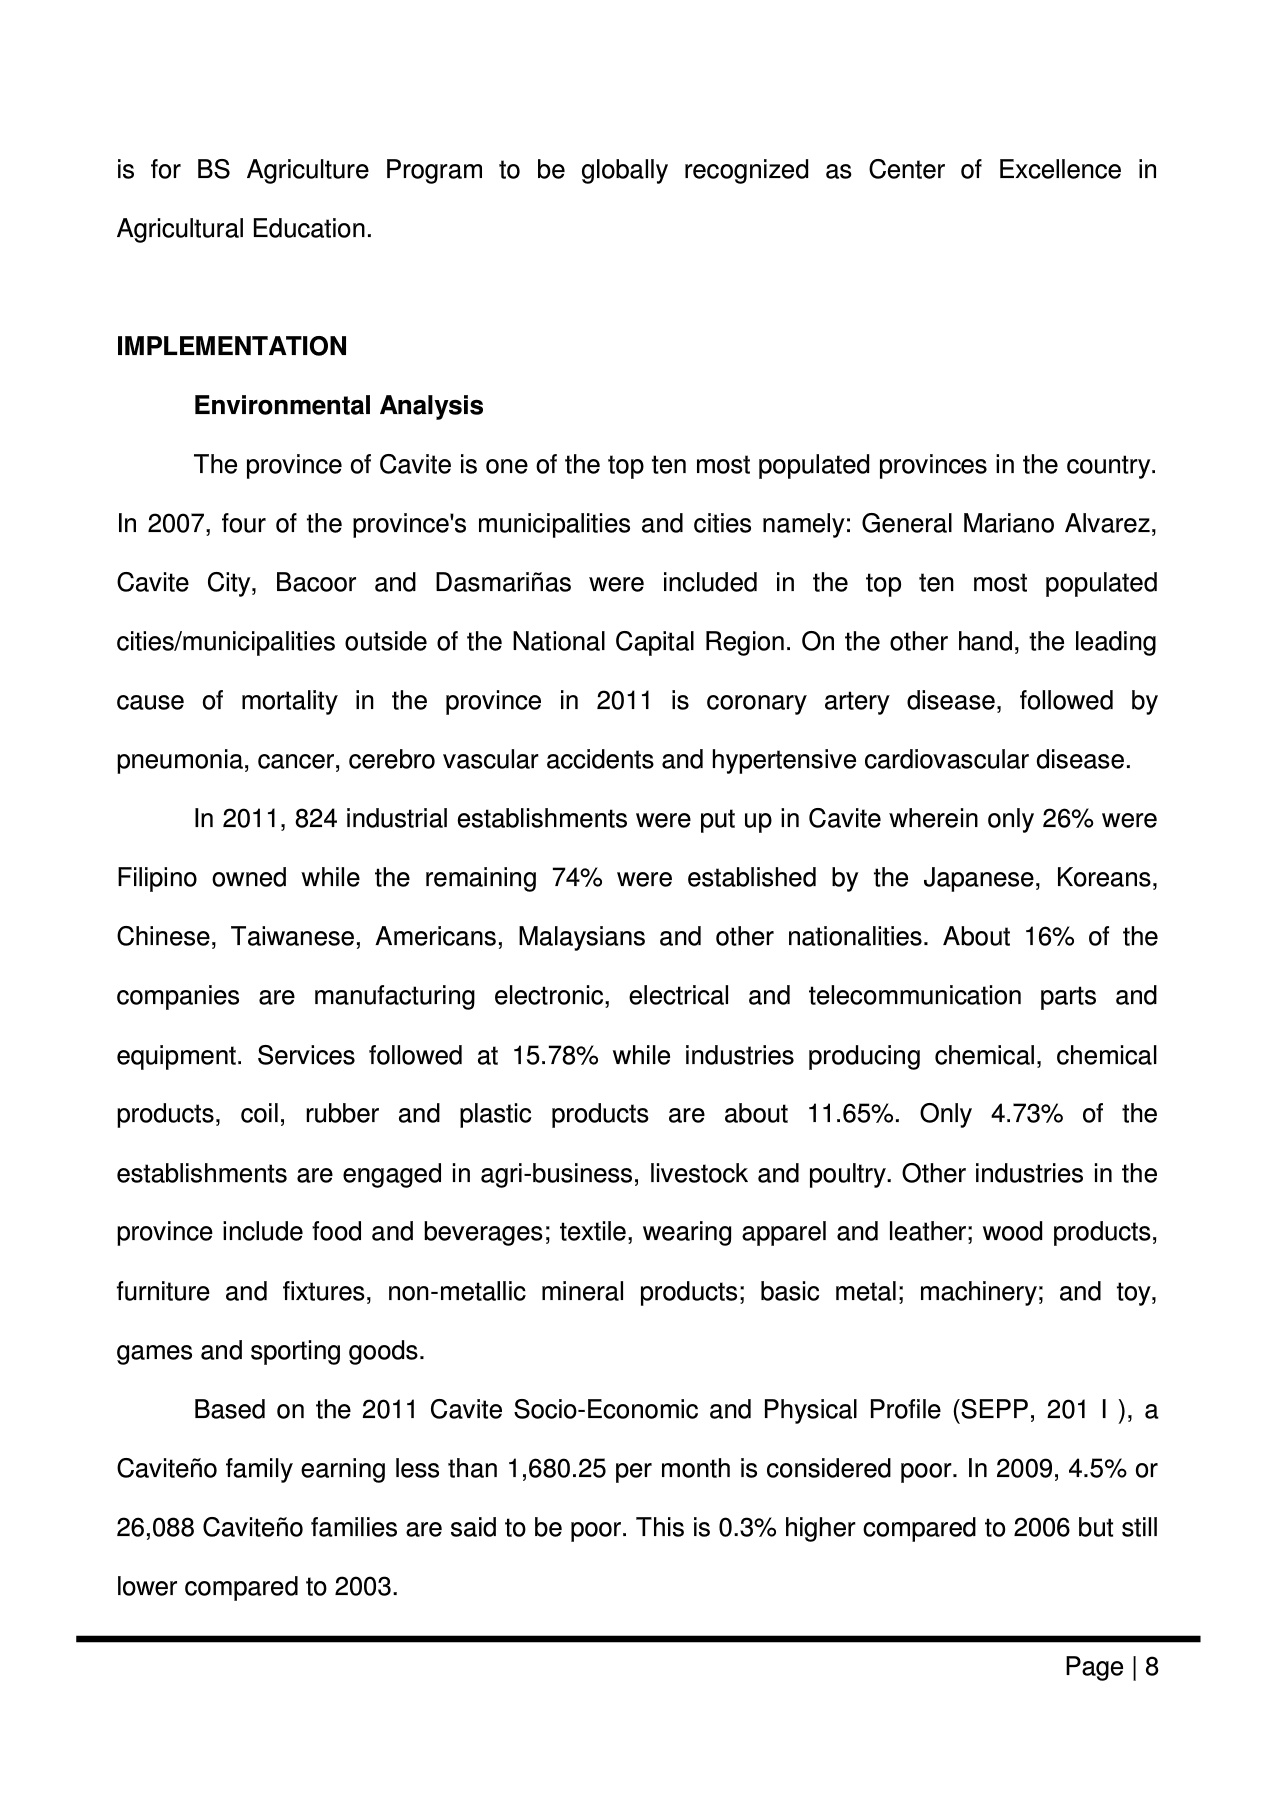 is for BS Agriculture Program to be globally recognized as Center of Excellence in
Agricultural Education.
IMPLEMENTATION
Environmental Analysis
The province of Cavite is one of the top ten most populated provinces in the country.
In 2007, four of the province's municipalities and cities namely: General Mariano Alvarez,
Cavite City, Bacoor and Dasmariñas were included in the top ten most populated
cities/municipalities outside of the National Capital Region. On the other hand, the leading
cause of mortality in the province in 2011 is coronary artery disease, followed by
pneumonia, cancer, cerebro vascular accidents and hypertensive cardiovascular disease.
In 2011, 824 industrial establishments were put up in Cavite wherein only 26% were
Filipino owned while the remaining 74% were established by the Japanese, Koreans,
Chinese, Taiwanese, Americans, Malaysians and other nationalities. About 16% of the
companies are manufacturing electronic, electrical and telecommunication parts and
equipment. Services followed at 15.78% while industries producing chemical, chemical
products, coil, rubber and plastic products are about 11.65%. Only 4.73% of the
establishments are engaged in agri-business, livestock and poultry. Other industries in the
province include food and beverages; textile, wearing apparel and leather; wood products,
furniture and fixtures, non-metallic mineral products; basic metal; machinery; and toy,
games and sporting goods.
Based on the 2011 Cavite Socio-Economic and Physical Profile (SEPP, 201 I ), a
Caviteño family earning less than 1,680.25 per month is considered poor. In 2009, 4.5% or
26,088 Caviteño families are said to be poor. This is 0.3% higher compared to 2006 but still
lower compared to 2003.
Page | 8